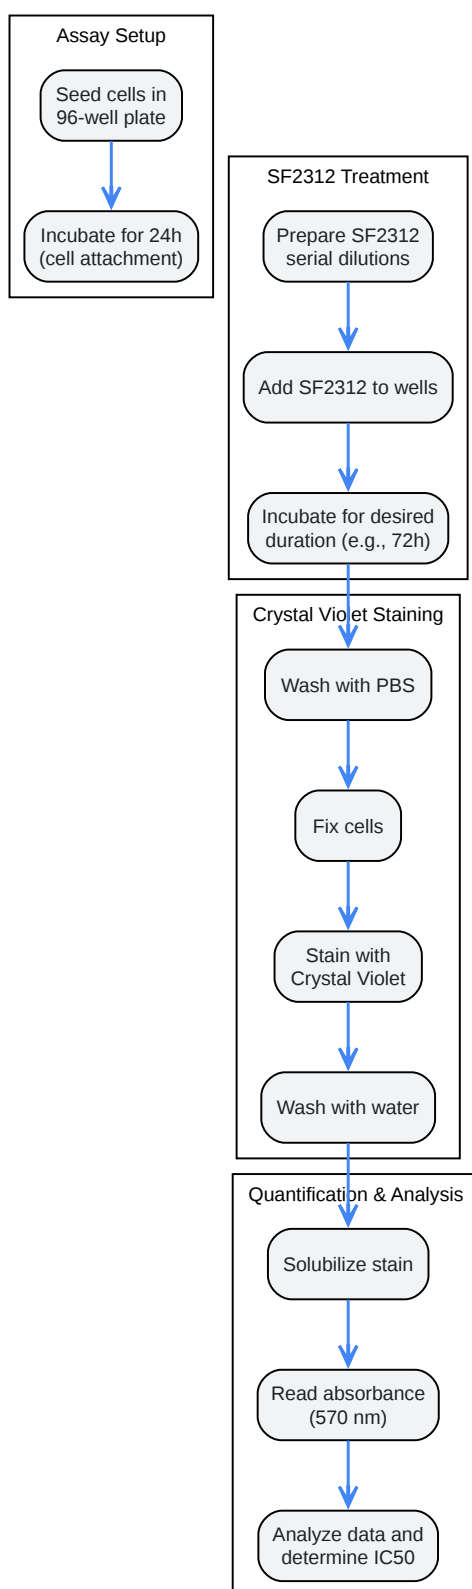 Assay Setup
Seed cells in
96-well plate
Incubate for 24h
(cell attachment)
SF2312 Treatment
Prepare SF2312
serial dilutions
Add SF2312 to wells
Incubate for desired
duration (e.g., 72h)
Crystal Violet Staining
Wash with PBS
Fix cells
Stain with
Crystal Violet
Wash with water
Quantification & Analysis
Solubilize stain
Read absorbance
(570 nm)
Analyze data and
determine IC50